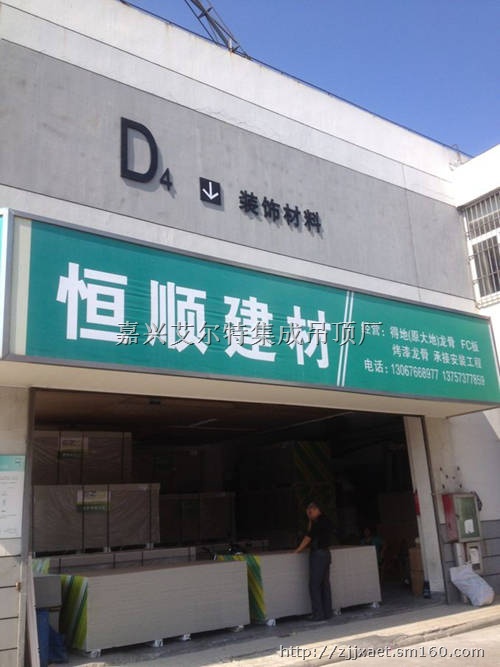 D4
装饰材料
恒顺建材
经营：得地(原大地)龙骨 FC板
烤漆龙骨 承接安装工程
电话：13067668977 13757377859
嘉兴艾尔特集成吊顶厂
http://zjjxaet.sm160.com